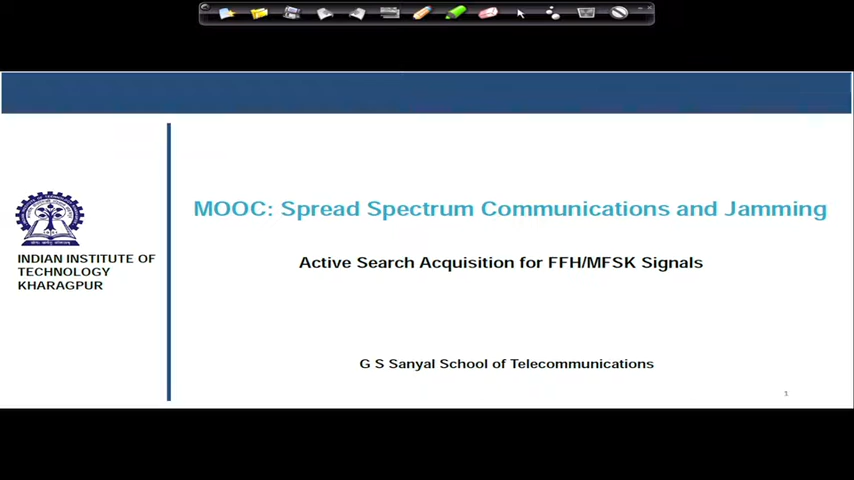 MOOC: Spread Spectrum Communications and Jamming
INDIAN INSTITUTE OF
TECHNOLOGY
KHARAGPUR
Active Search Acquisition for FFH/MFSK Signals
G S Sanyal School of Telecommunications
1